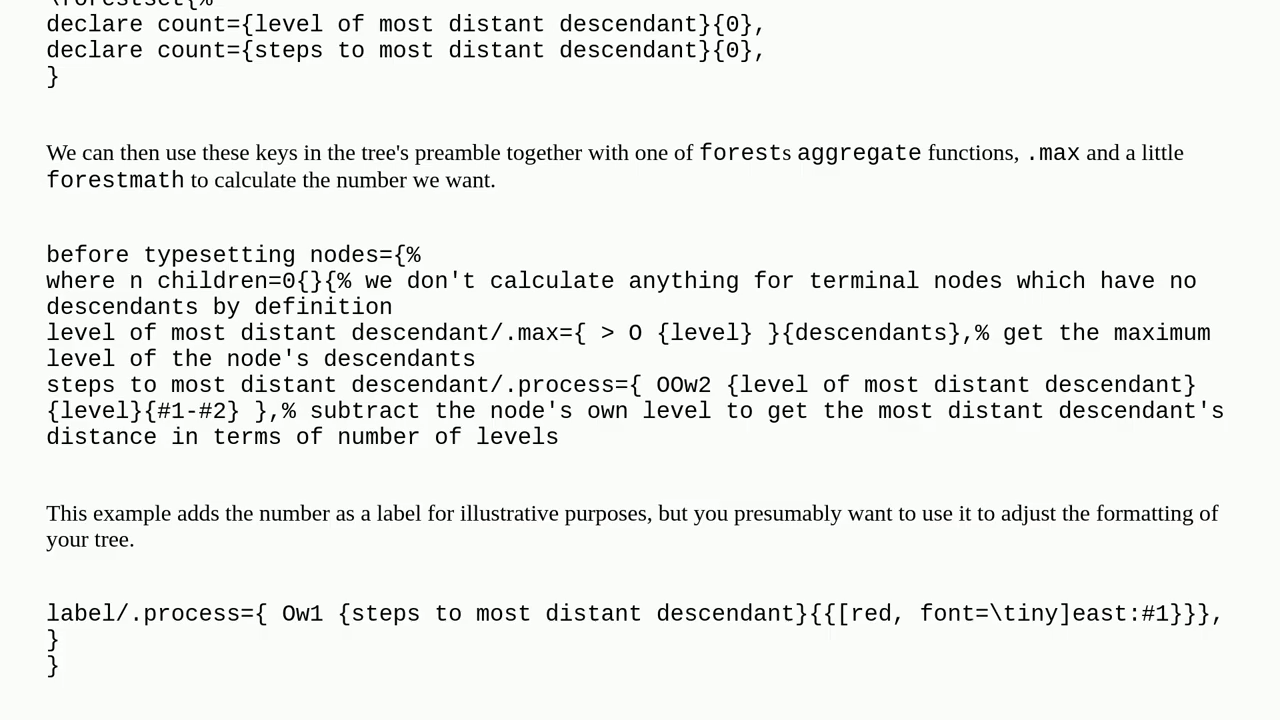 \forestset{%
declare count={level of most distant descendant}{0},
declare count={steps to most distant descendant}{0},
}
We can then use these keys in the tree's preamble together with one of forests aggregate functions, .max and a little
forestmath to calculate the number we want.
before typesetting nodes={%
where n children=0{}{% we don't calculate anything for terminal nodes which have no
descendants by definition
level of most distant descendant/.max={ > O {level} }{descendants},% get the maximum
level of the node's descendants
steps to most distant descendant/.process={ OOw2 {level of most distant descendant}
{level}{#1-#2} },% subtract the node's own level to get the most distant descendant's
distance in terms of number of levels
This example adds the number as a label for illustrative purposes, but you presumably want to use it to adjust the formatting of
your tree.
label/.process={ Ow1 {steps to most distant descendant}{{[red, font=\tiny]east:#1}}},
}
}